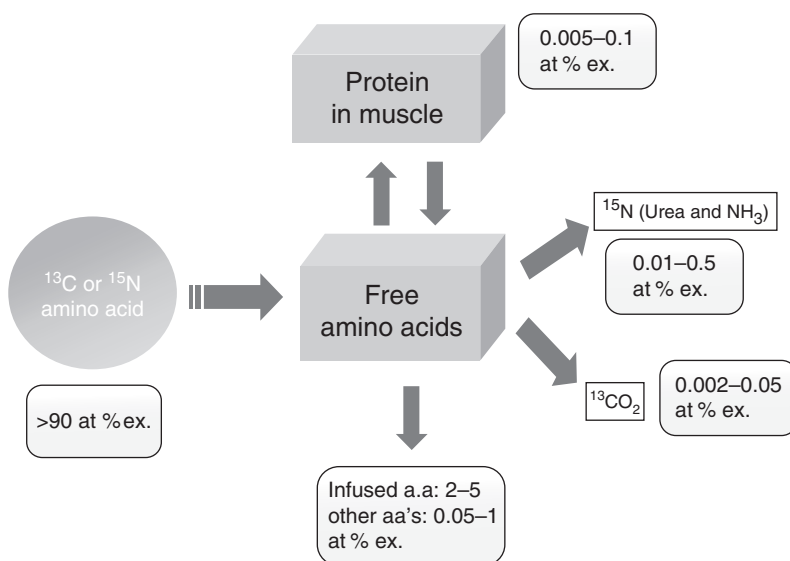 0.005–0.1
at % ex.
Protein
in muscle
¹⁵N (Urea and NH₃)
0.01–0.5
at % ex.
¹³C or ¹⁵N
amino acid
Free
amino acids
>90 at % ex.
¹³CO₂
0.002–0.05
at % ex.
Infused a.a: 2–5
other aa's: 0.05–1
at % ex.